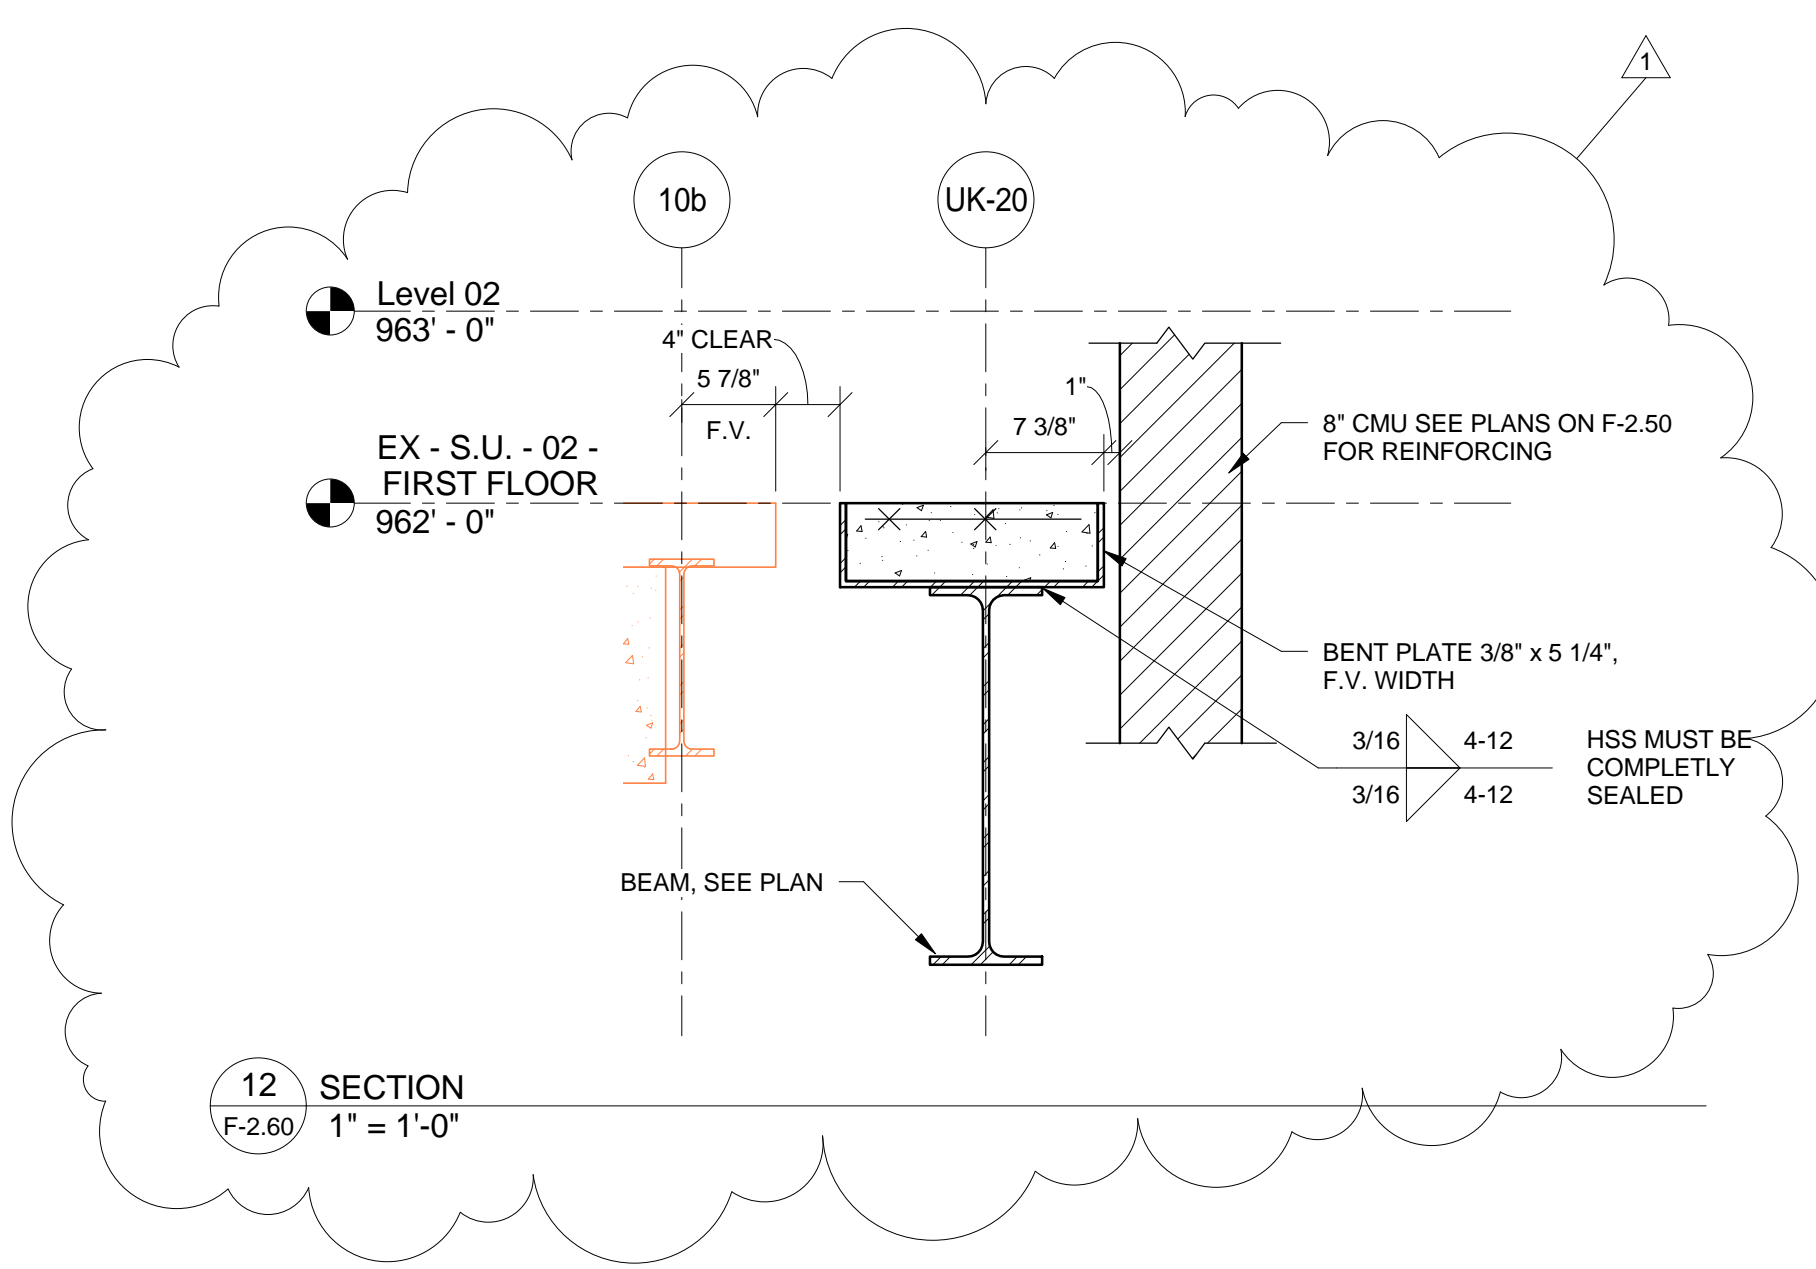 1
10b
UK-20
Level 02
963' - 0"
4" CLEAR
5 7/8"
F.V.
1"
7 3/8"
8" CMU SEE PLANS ON F-2.50
FOR REINFORCING
EX - S.U. - 02 -
FIRST FLOOR
962' - 0"
BENT PLATE 3/8" x 5 1/4",
F.V. WIDTH
3/16
4-12
3/16
4-12
HSS MUST BE
COMPLETLY
SEALED
BEAM, SEE PLAN
12
F-2.60
SECTION
1" = 1'-0"